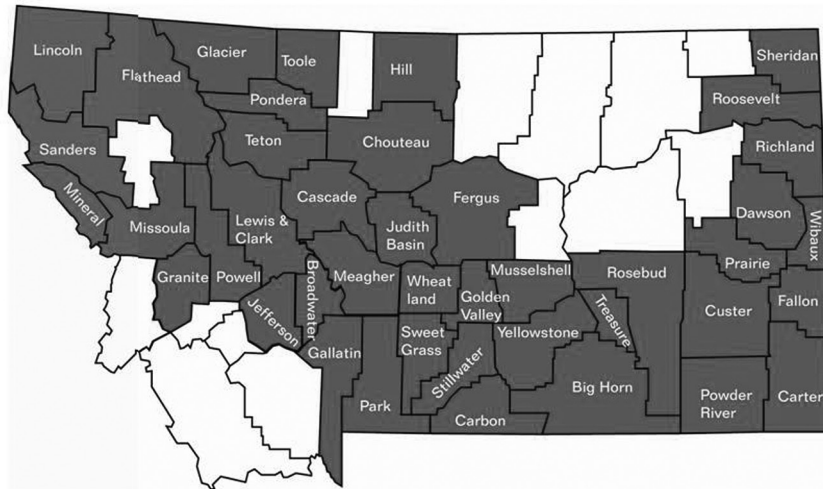 Lincoln
Flathead
Glacier
Toole
Hill
Sheridan
Pondera
Roosevelt
Sanders
Teton
Chouteau
Richland
Mineral
Missoula
Lewis &
Clark
Cascade
Judith
Basin
Fergus
Dawson
Wibaux
Granite
Powell
Jefferson
Broadwater
Meagher
Wheat
land
Golden
Valley
Musselshell
Rosebud
Treasure
Prairie
Custer
Fallon
Gallatin
Park
Sweet
Grass
Stillwater
Yellowstone
Carbon
Big Horn
Powder
River
Carter